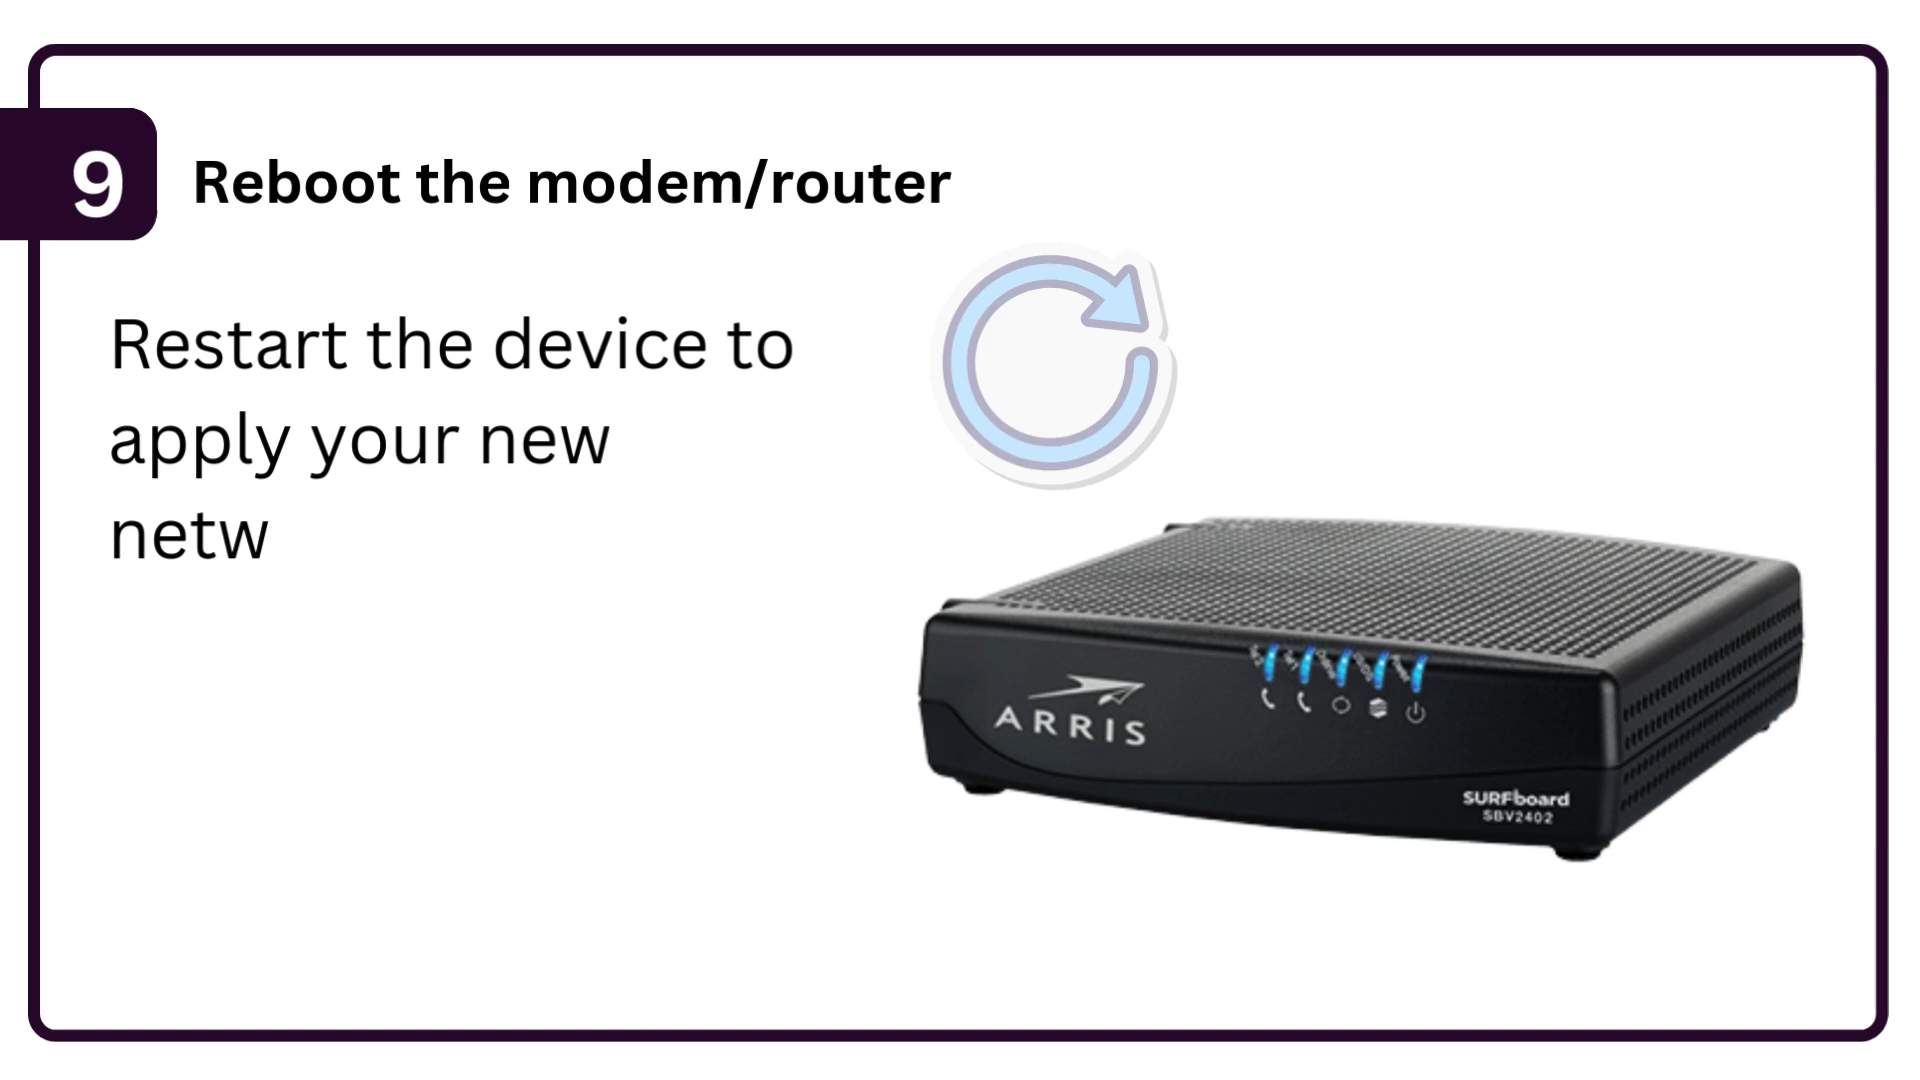 9
Reboot the modem/router
Restart the device to
apply your new
netw
ARRIS
SURFboard
SBV2402